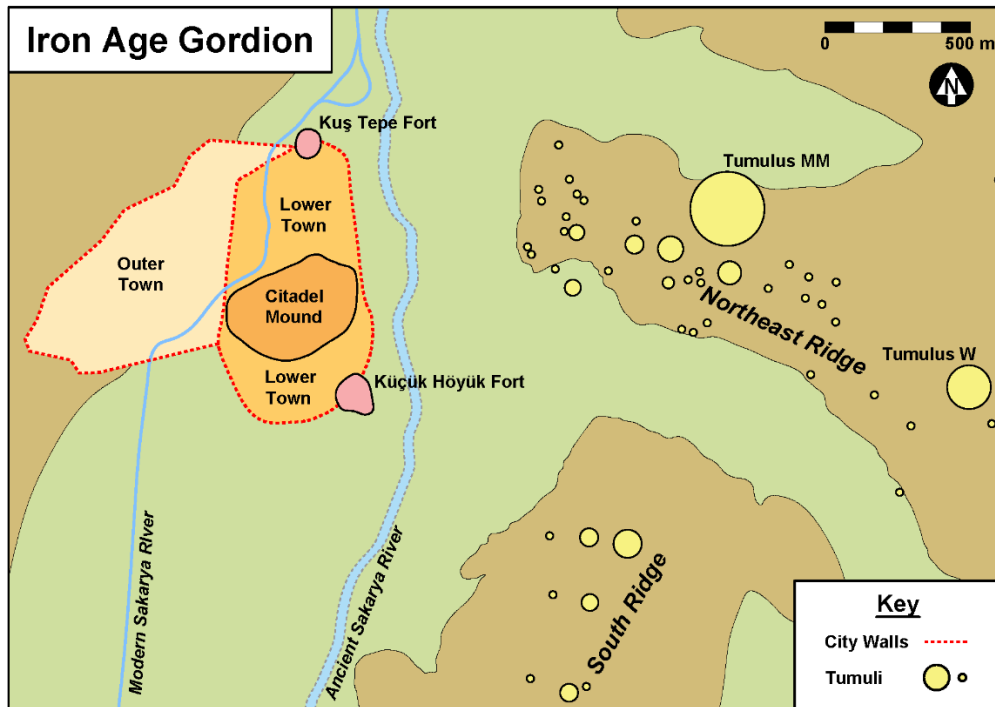 Iron Age Gordion
0 500 m
N
Kuş Tepe Fort
Tumulus MM
Lower
Town
Outer
Town
Citadel
Mound
Northeast Ridge
Tumulus W
Lower
Town
Küçük Höyük Fort
Modern Sakarya River
Ancient Sakarya River
South Ridge
Key
City Walls
Tumuli